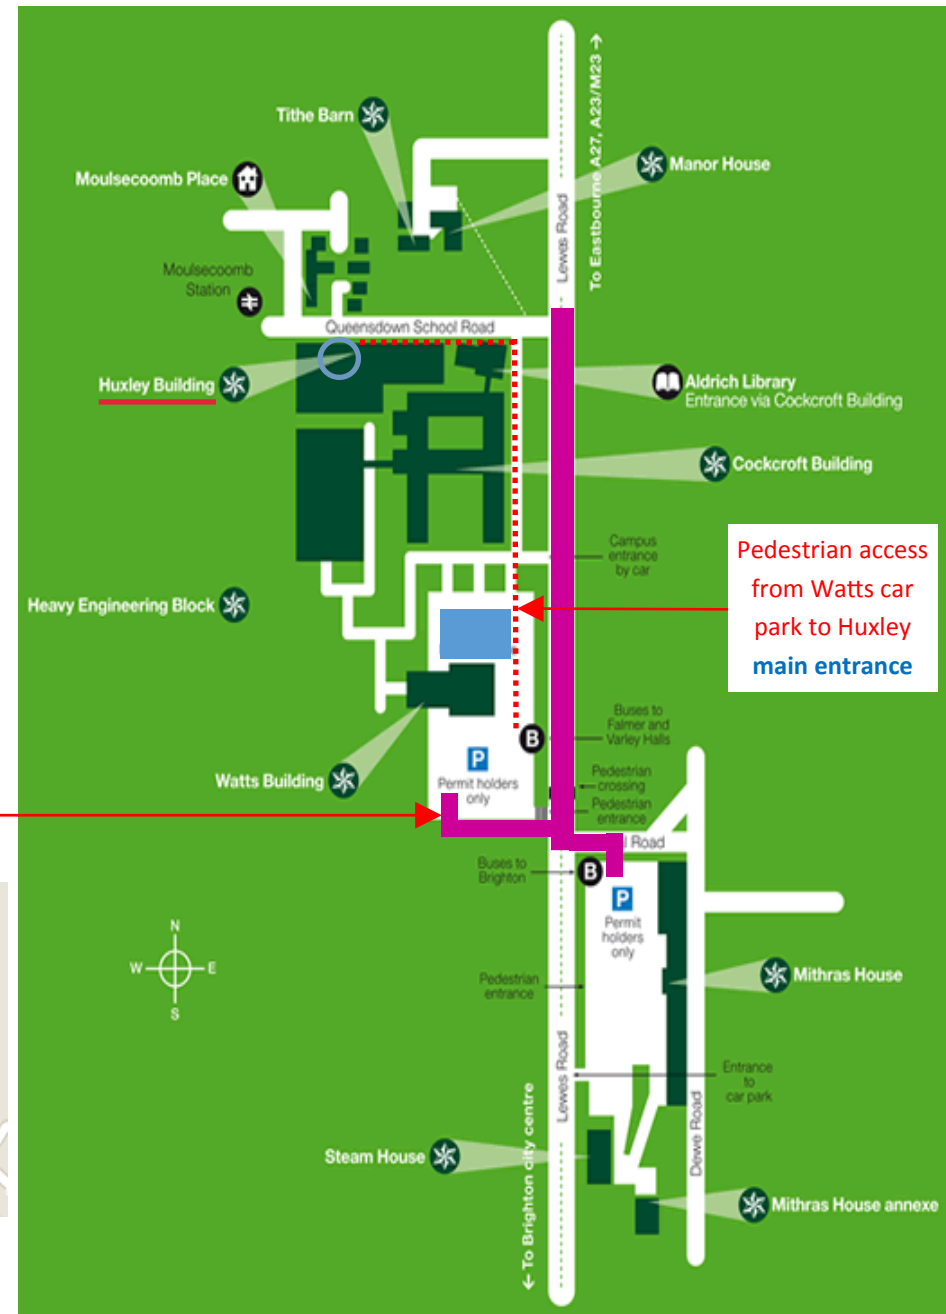 To Eastbourne A27, A23/M23 →
Tithe Barn
Manor House
Moulsecoomb Place
Lewes Road
Moulsecoomb
Station
Queensdown School Road
Huxley Building
Aldrich Library
Entrance via Cockcroft Building
Cockcroft Building
Campus
entrance
by car
Pedestrian access
from Watts car
park to Huxley
main entrance
Heavy Engineering Block
Buses to
Falmer and
Varley Halls
B
Watts Building
P
Permit holders
only
Pedestrian
crossing
Pedestrian
entrance
Road
Buses to
Brighton
B
P
Permit
holders
only
N
W
E
S
Pedestrian
entrance
Mithras House
Lewes Road
Entrance
to
car park
Dewe Road
Steam House
← To Brighton city centre
Mithras House annexe